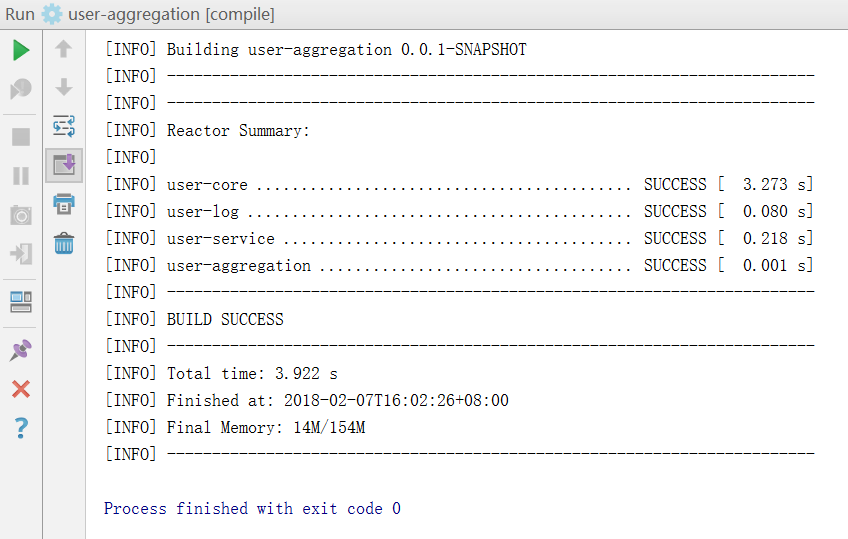 Run user-aggregation [compile]
[INFO] Building user-aggregation 0.0.1-SNAPSHOT
[INFO] ------------------------------------------------------------------------
[INFO] ------------------------------------------------------------------------
[INFO] Reactor Summary:
[INFO]
[INFO] user-core .......................................... SUCCESS [  3.273 s]
[INFO] user-log ........................................... SUCCESS [  0.080 s]
[INFO] user-service ....................................... SUCCESS [  0.218 s]
[INFO] user-aggregation ................................... SUCCESS [  0.001 s]
[INFO] ------------------------------------------------------------------------
[INFO] BUILD SUCCESS
[INFO] ------------------------------------------------------------------------
[INFO] Total time: 3.922 s
[INFO] Finished at: 2018-02-07T16:02:26+08:00
[INFO] Final Memory: 14M/154M
[INFO] ------------------------------------------------------------------------
Process finished with exit code 0